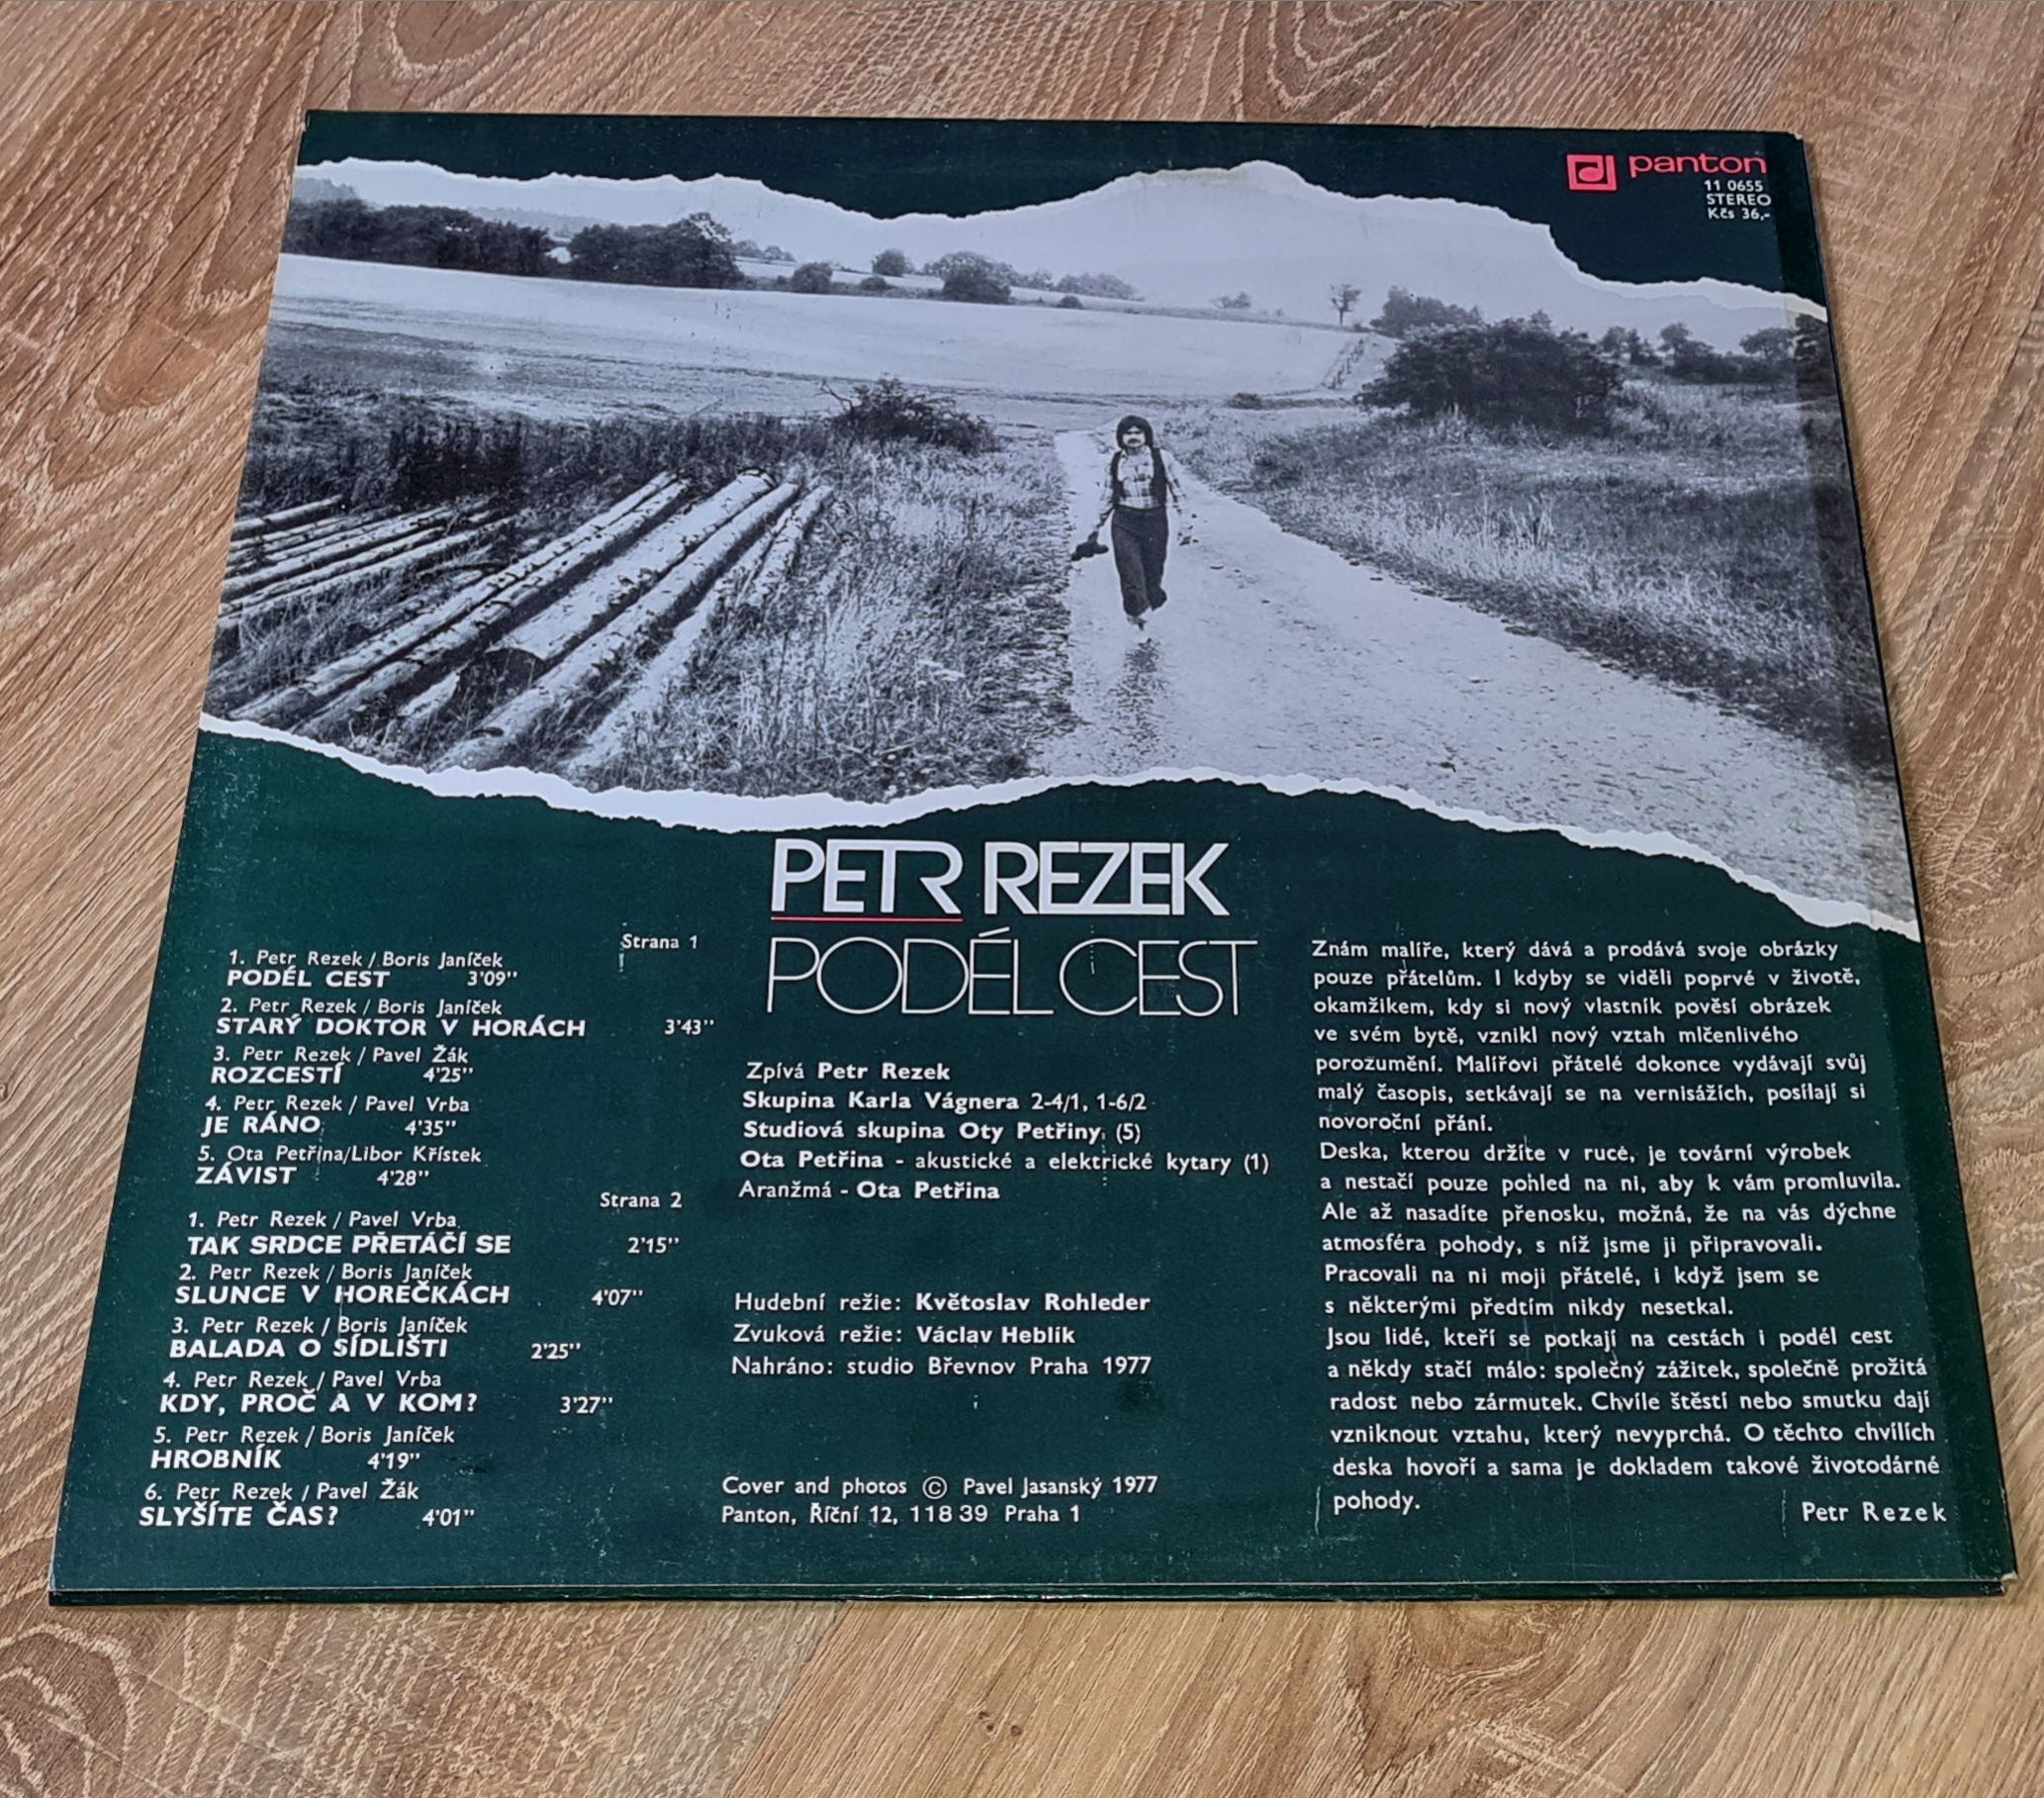 panton
11 0655
STEREO
Kčs 36,-
PETR REZEK
PODÉL CEST
Strana 1
1. Petr Rezek / Boris Janíček
PODÉL CEST 3'09''
2. Petr Rezek / Boris Janíček
STARÝ DOKTOR V HORÁCH 3'43''
3. Petr Rezek / Pavel Žák
ROZCESTÍ 4'25''
4. Petr Rezek / Pavel Vrba
JE RÁNO 4'35''
5. Ota Petřina/Libor Křístek
ZÁVIST 4'28''
Strana 2
1. Petr Rezek / Pavel Vrba
TAK SRDCE PŘETÁČÍ SE 2'15''
2. Petr Rezek / Boris Janíček
SLUNCE V HOREČKÁCH 4'07''
3. Petr Rezek / Boris Janíček
BALADA O SÍDLIŠTI 2'25''
4. Petr Rezek / Pavel Vrba
KDY, PROČ A V KOM? 3'27''
5. Petr Rezek / Boris Janíček
HROBNÍK 4'19''
6. Petr Rezek / Pavel Žák
SLYŠÍTE ČAS? 4'01''
Zpívá Petr Rezek
Skupina Karla Vágnera 2-4/1, 1-6/2
Studiová skupina Oty Petřiny (5)
Ota Petřina - akustické a elektrické kytary (1)
Aranžmá - Ota Petřina
Hudební režie: Květoslav Rohleder
Zvuková režie: Václav Heblík
Nahráno: studio Břevnov Praha 1977
Cover and photos © Pavel Jasanský 1977
Panton, Říční 12, 118 39 Praha 1
Znám malíře, který dává a prodává svoje obrázky
pouze přátelům. I kdyby se viděli poprvé v životě,
okamžikem, kdy si nový vlastník pověsí obrázek
ve svém bytě, vznikl nový vztah mlčenlivého
porozumění. Malířovi přátelé dokonce vydávají svůj
malý časopis, setkávají se na vernisážích, posílají si
novoroční přání.
Deska, kterou držíte v ruce, je tovární výrobek
a nestačí pouze pohled na ni, aby k vám promluvila.
Ale až nasadíte přenosku, možná, že na vás dýchne
atmosféra pohody, s níž jsme ji připravovali.
Pracovali na ni moji přátelé, i když jsem se
s některými předtím nikdy nesetkal.
Jsou lidé, kteří se potkají na cestách i podél cest
a někdy stačí málo: společný zážitek, společně prožitá
radost nebo zármutek. Chvíle štěstí nebo smutku dají
vzniknout vztahu, který nevyprchá. O těchto chvílích
deska hovoří a sama je dokladem takové životodárné
pohody.
Petr Rezek